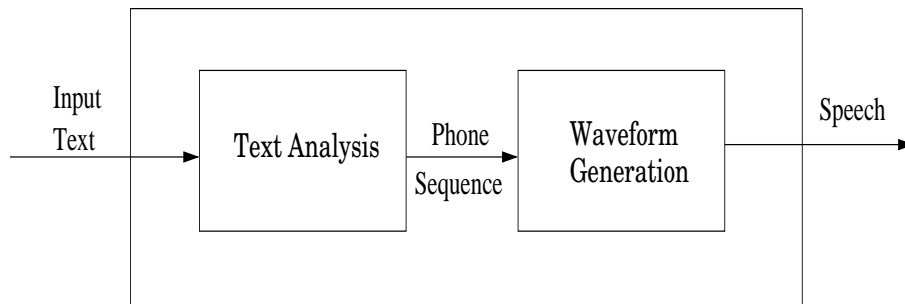 Input
Text
Text Analysis
Phone
Sequence
Waveform
Generation
Speech